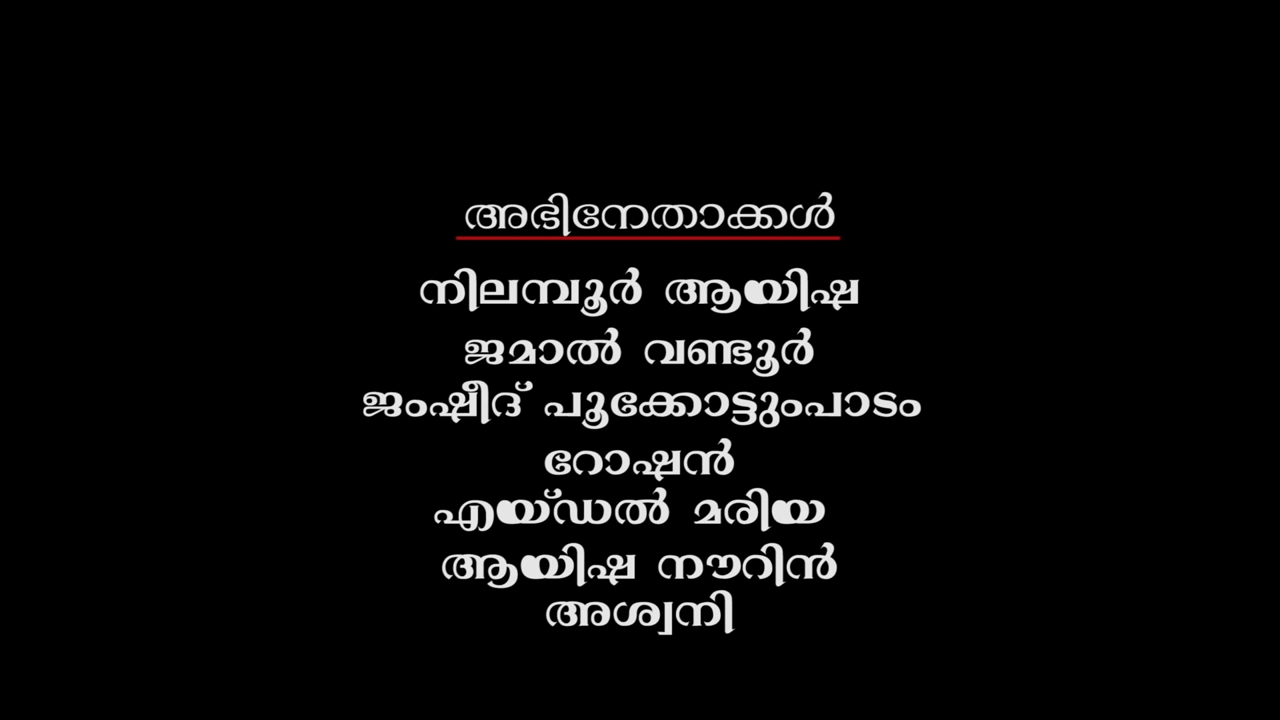 അഭിനേതാക്കൾ
നിലമ്പൂർ ആയിഷ
ജമാൽ വണ്ടൂർ
ജംഷീദ് പൂക്കോട്ടുംപാടം
റോഷൻ
എയ്ഡൽ മരിയ
ആയിഷ നൗറിൻ
അശ്വനി